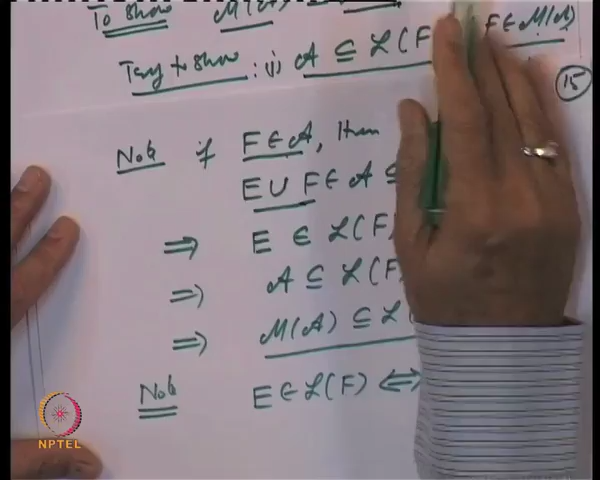 To show M(
Try to show : (i) A ⊆ L(F F ∈ M(A)
15
Note if F ∈ A, then
E ∪ F ∈ A ⊆
⇒ E ∈ L(F)
⇒ A ⊆ L(F)
⇒ M(A) ⊆ L(
Note E ∈ L(F) ⇔
NPTEL